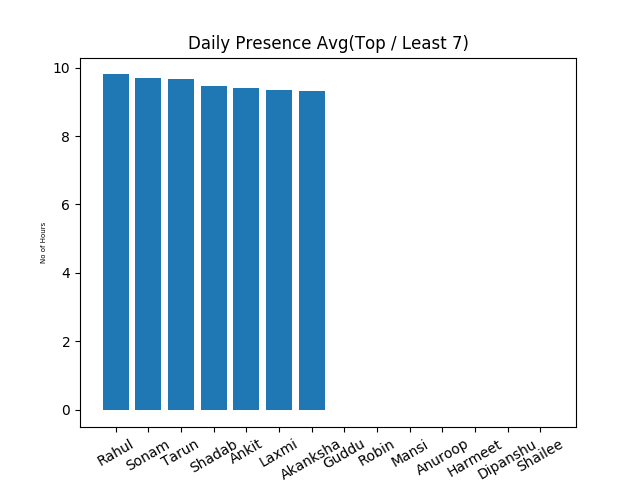 Daily Presence Avg(Top / Least 7)
10
8
6
4
2
0
No of Hours
Rahul
Sonam
Tarun
Shadab
Ankit
Laxmi
Akanksha
Guddu
Robin
Mansi
Anuroop
Harmeet
Dipanshu
Shailee